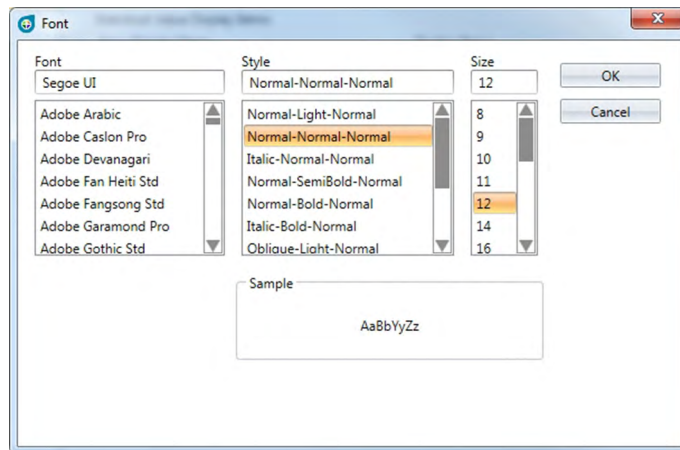 Font
Font
Style
Size
Segoe UI
Normal-Normal-Normal
12
OK
Cancel
Adobe Arabic
Adobe Caslon Pro
Adobe Devanagari
Adobe Fan Heiti Std
Adobe Fangsong Std
Adobe Garamond Pro
Adobe Gothic Std
Normal-Light-Normal
Normal-Normal-Normal
Italic-Normal-Normal
Normal-SemiBold-Normal
Normal-Bold-Normal
Italic-Bold-Normal
Oblique-Light-Normal
8
9
10
11
12
14
16
Sample
AaBbYyZz